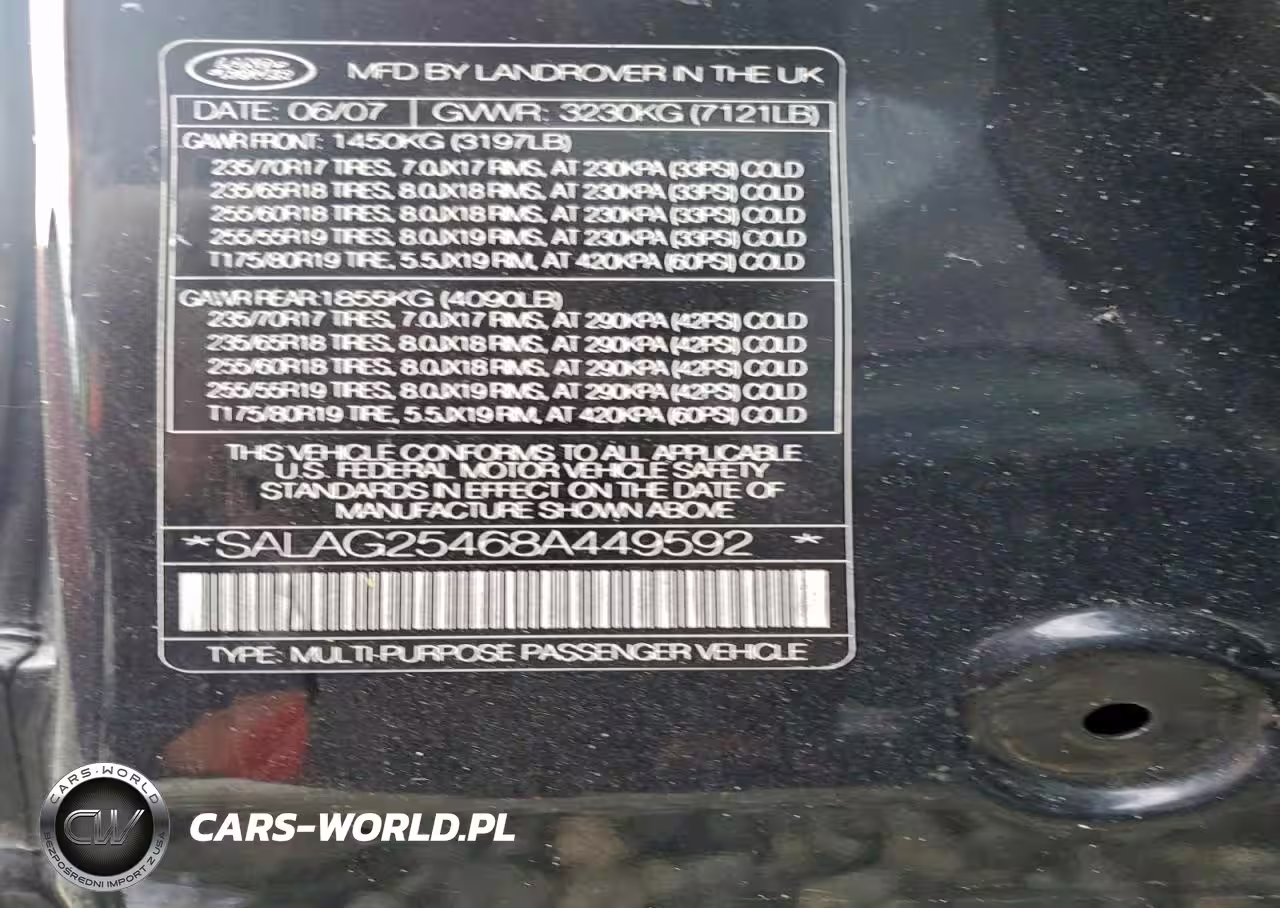 LAND ROVER
MFD BY LANDROVER IN THE UK
DATE: 06/07 GVWR: 3230KG (7121LB)
GAWR FRONT: 1450KG (3197LB)
235/70R17 TIRES, 7.0JX17 RIMS, AT 230KPA (33PSI) COLD
235/65R18 TIRES, 8.0JX18 RIMS, AT 230KPA (33PSI) COLD
255/60R18 TIRES, 8.0JX18 RIMS, AT 230KPA (33PSI) COLD
255/55R19 TIRES, 8.0JX19 RIMS, AT 230KPA (33PSI) COLD
T175/80R19 TIRE, 5.5JX19 RIM, AT 420KPA (60PSI) COLD
GAWR REAR 1855KG (4090LB)
235/70R17 TIRES, 7.0JX17 RIMS, AT 290KPA (42PSI) COLD
235/65R18 TIRES, 8.0JX18 RIMS, AT 290KPA (42PSI) COLD
255/60R18 TIRES, 8.0JX18 RIMS, AT 290KPA (42PSI) COLD
255/55R19 TIRES, 8.0JX19 RIMS, AT 290KPA (42PSI) COLD
T175/80R19 TIRE, 5.5JX19 RIM, AT 420KPA (60PSI) COLD
THIS VEHICLE CONFORMS TO ALL APPLICABLE
U.S. FEDERAL MOTOR VEHICLE SAFETY
STANDARDS IN EFFECT ON THE DATE OF
MANUFACTURE SHOWN ABOVE
*SALAG25468A449592 *
TYPE: MULTI-PURPOSE PASSENGER VEHICLE
CARS-WORLD
CW
BEZPOŚREDNI IMPORT Z USA
CARS-WORLD.PL